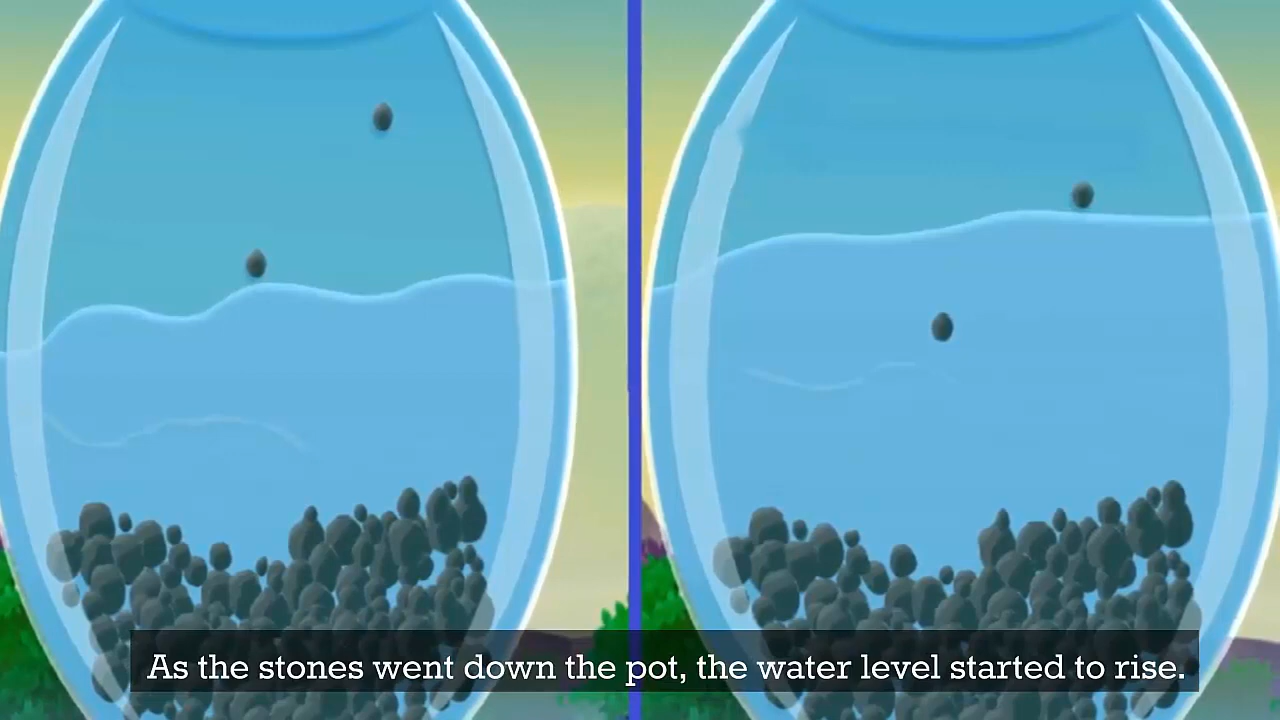 As the stones went down the pot, the water level started to rise.